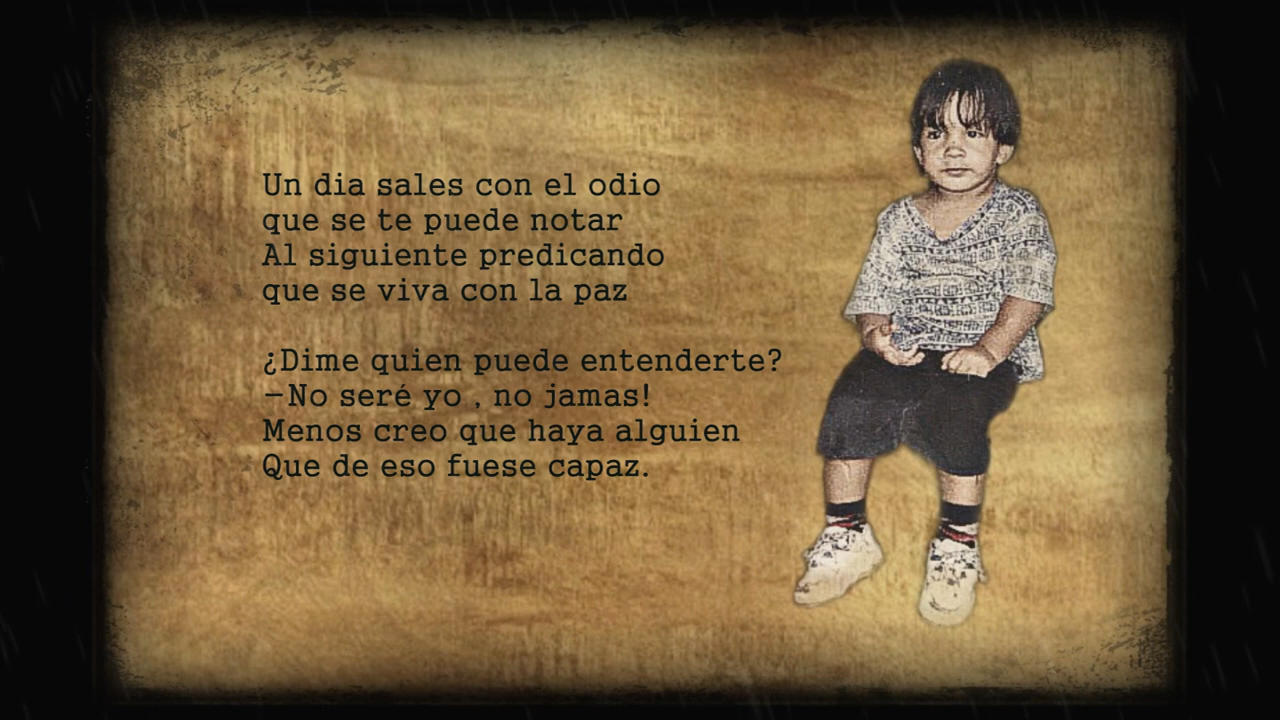 Un dia sales con el odio
que se te puede notar
Al siguiente predicando
que se viva con la paz
¿Dime quien puede entenderte?
—No seré yo , no jamas!
Menos creo que haya alguien
Que de eso fuese capaz.